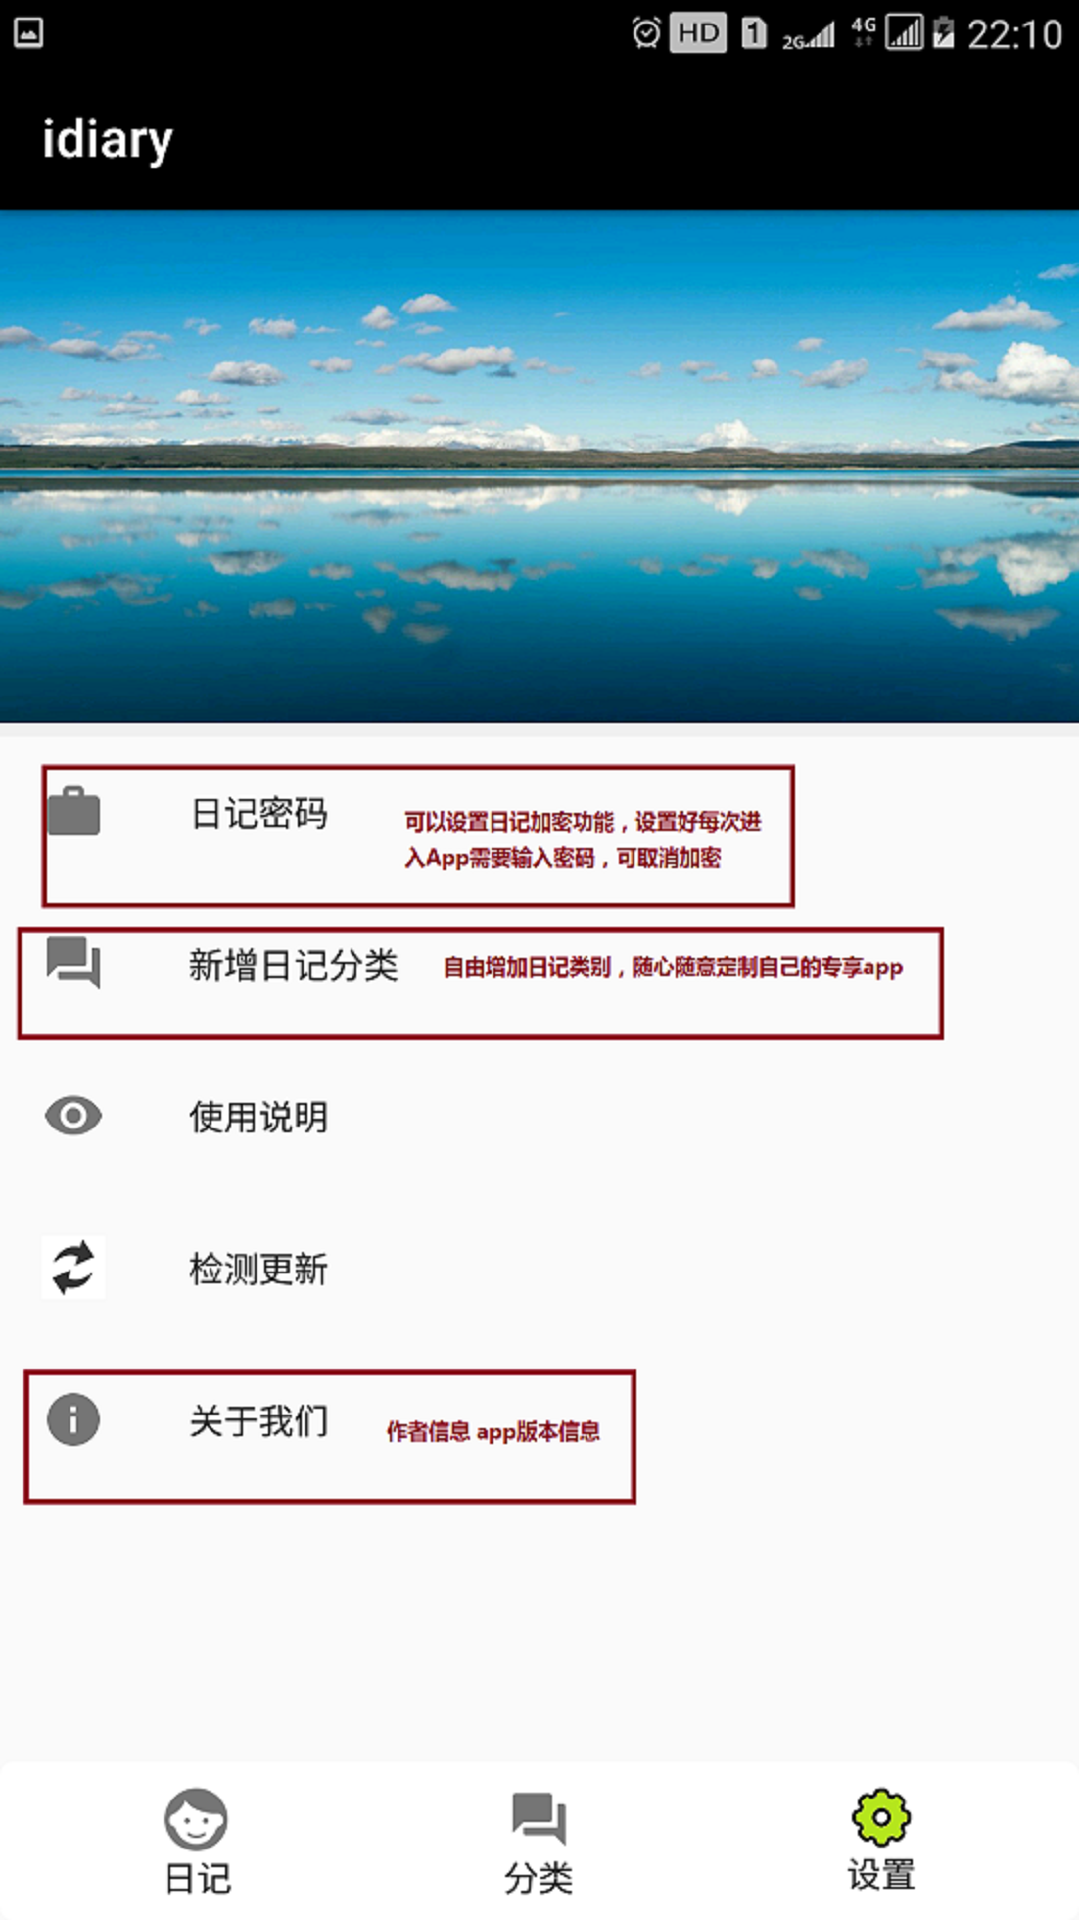 HD 1 2G 4G 22:10
idiary
日记密码
可以设置日记加密功能，设置好每次进
入App需要输入密码，可取消加密
新增日记分类
自由增加日记类别，随心随意定制自己的专享app
使用说明
检测更新
关于我们
作者信息 app版本信息
日记
分类
设置